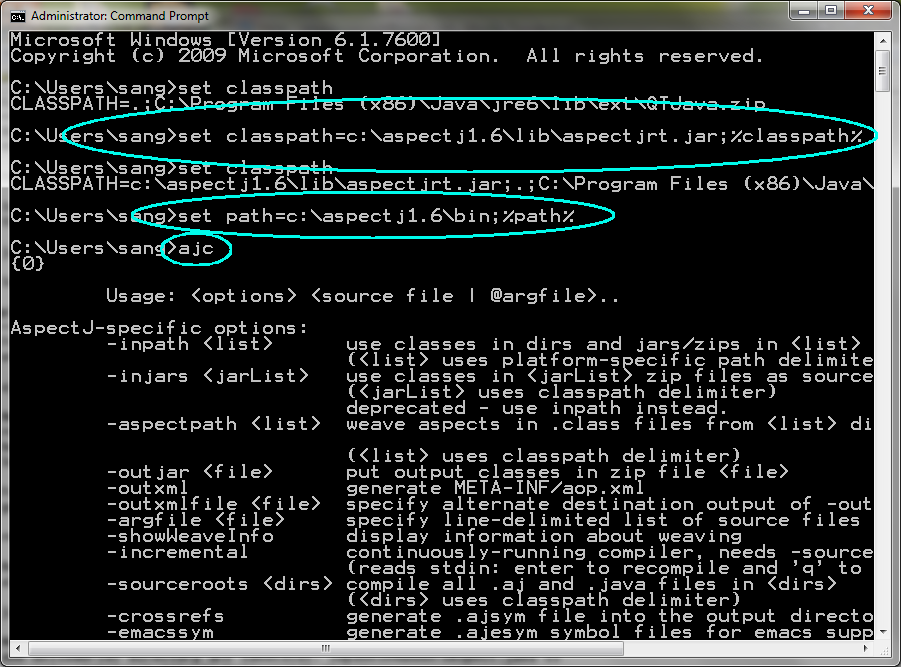 Administrator: Command Prompt
Microsoft Windows [Version 6.1.7600]
Copyright (c) 2009 Microsoft Corporation.  All rights reserved.
C:\Users\sang>set classpath
CLASSPATH=.;C:\Program Files (x86)\Java\jre6\lib\ext\QTJava.zip
C:\Users\sang>set classpath=c:\aspectj1.6\lib\aspectjrt.jar;%classpath%
C:\Users\sang>set classpath
CLASSPATH=c:\aspectj1.6\lib\aspectjrt.jar;.;C:\Program Files (x86)\Java\
C:\Users\sang>set path=c:\aspectj1.6\bin;%path%
C:\Users\sang>ajc
{0}
Usage: <options> <source file | @argfile>..
AspectJ-specific options:
-inpath <list> use classes in dirs and jars/zips in <list>
(<list> uses platform-specific path delimite
-injars <jarList> use classes in <jarList> zip files as source
(<jarList> uses classpath delimiter)
deprecated - use inpath instead.
-aspectpath <list> weave aspects in .class files from <list> di
(<list> uses classpath delimiter)
-outjar <file> put output classes in zip file <file>
-outxml generate META-INF/aop.xml
-outxmlfile <file> specify alternate destination output of -out
-argfile <file> specify line-delimited list of source files
-showWeaveInfo display information about weaving
-incremental continuously-running compiler, needs -source
(reads stdin: enter to recompile and 'q' to
-sourceroots <dirs> compile all .aj and .java files in <dirs>
(<dirs> uses classpath delimiter)
-crossrefs generate .ajsym file into the output directo
-emacssym generate .ajesym symbol files for emacs supp